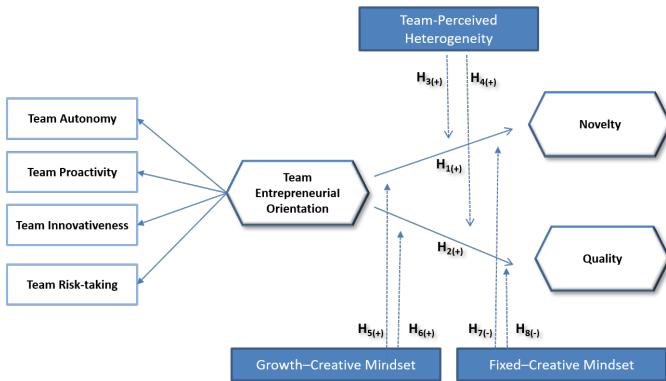 Team-Perceived
Heterogeneity
H3(+)
H4(+)
Team Autonomy
Team Proactivity
Team Innovativeness
Team Risk-taking
Team
Entrepreneurial
Orientation
Novelty
H1(+)
H2(+)
Quality
H5(+)
H6(+)
H7(-)
H8(-)
Growth–Creative Mindset
Fixed–Creative Mindset